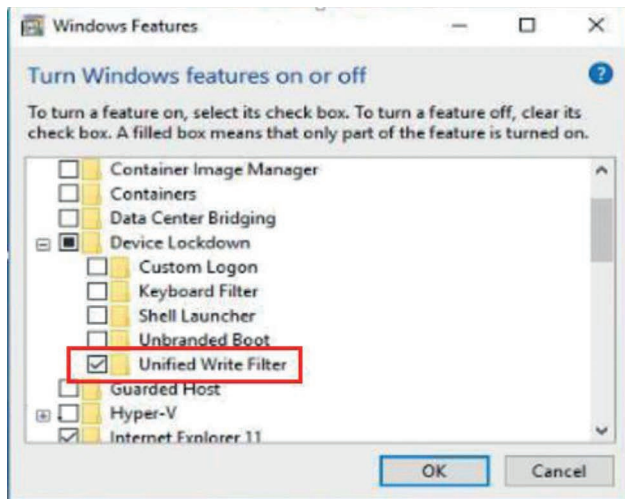 Windows Features
Turn Windows features on or off
To turn a feature on, select its check box. To turn a feature off, clear its
check box. A filled box means that only part of the feature is turned on.
Container Image Manager
Containers
Data Center Bridging
Device Lockdown
Custom Logon
Keyboard Filter
Shell Launcher
Unbranded Boot
Unified Write Filter
Guarded Host
Hyper-V
Internet Explorer 11
OK Cancel